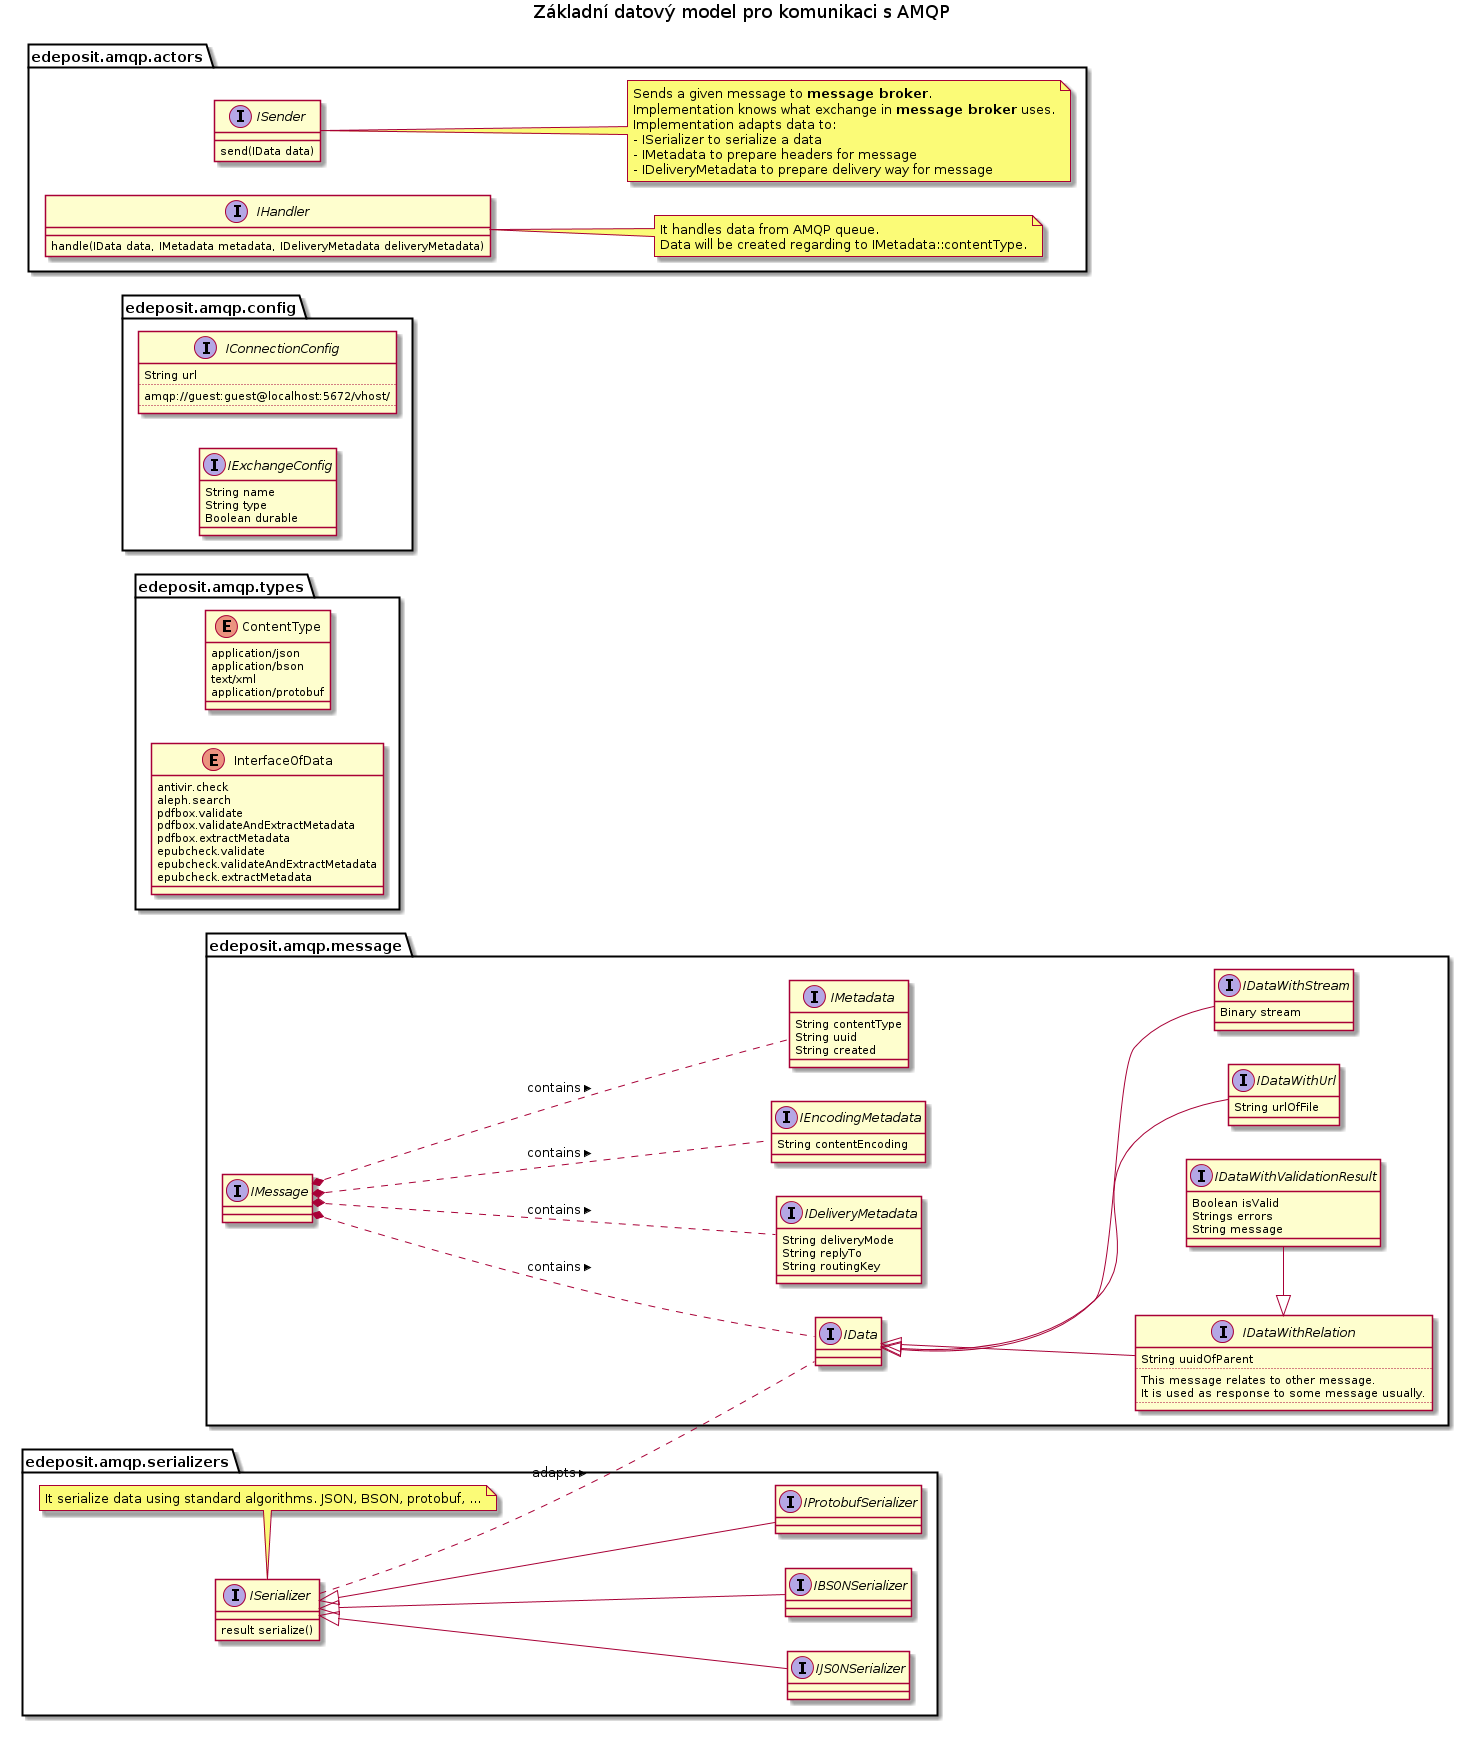 Základní datový model pro komunikaci s AMQP
edeposit.amqp.actors
I ISender
send(IData data)
Sends a given message to message broker.
Implementation knows what exchange in message broker uses.
Implementation adapts data to:
- ISerializer to serialize a data
- IMetadata to prepare headers for message
- IDeliveryMetadata to prepare delivery way for message
I IHandler
handle(IData data, IMetadata metadata, IDeliveryMetadata deliveryMetadata)
It handles data from AMQP queue.
Data will be created regarding to IMetadata::contentType.
edeposit.amqp.config
I IConnectionConfig
String url
amqp://guest:guest@localhost:5672/vhost/
I IExchangeConfig
String name
String type
Boolean durable
edeposit.amqp.types
E ContentType
application/json
application/bson
text/xml
application/protobuf
E InterfaceOfData
antivir.check
aleph.search
pdfbox.validate
pdfbox.validateAndExtractMetadata
pdfbox.extractMetadata
epubcheck.validate
epubcheck.validateAndExtractMetadata
epubcheck.extractMetadata
edeposit.amqp.message
I IMessage
contains ►
contains ►
contains ►
contains ►
I IMetadata
String contentType
String uuid
String created
I IEncodingMetadata
String contentEncoding
I IDeliveryMetadata
String deliveryMode
String replyTo
String routingKey
I IData
I IDataWithStream
Binary stream
I IDataWithUrl
String urlOfFile
I IDataWithValidationResult
Boolean isValid
Strings errors
String message
I IDataWithRelation
String uuidOfParent
This message relates to other message.
It is used as response to some message usually.
edeposit.amqp.serializers
adapts ►
It serialize data using standard algorithms. JSON, BSON, protobuf, ...
I ISerializer
result serialize()
I IProtobufSerializer
I IBSONSerializer
I IJSONSerializer